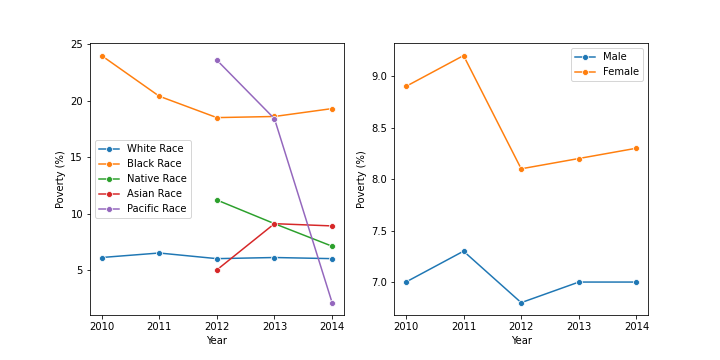 25
20
15
10
5
Poverty (%)
White Race
Black Race
Native Race
Asian Race
Pacific Race
2010 2011 2012 2013 2014
Year
9.0
8.5
8.0
7.5
7.0
Poverty (%)
Male
Female
2010 2011 2012 2013 2014
Year